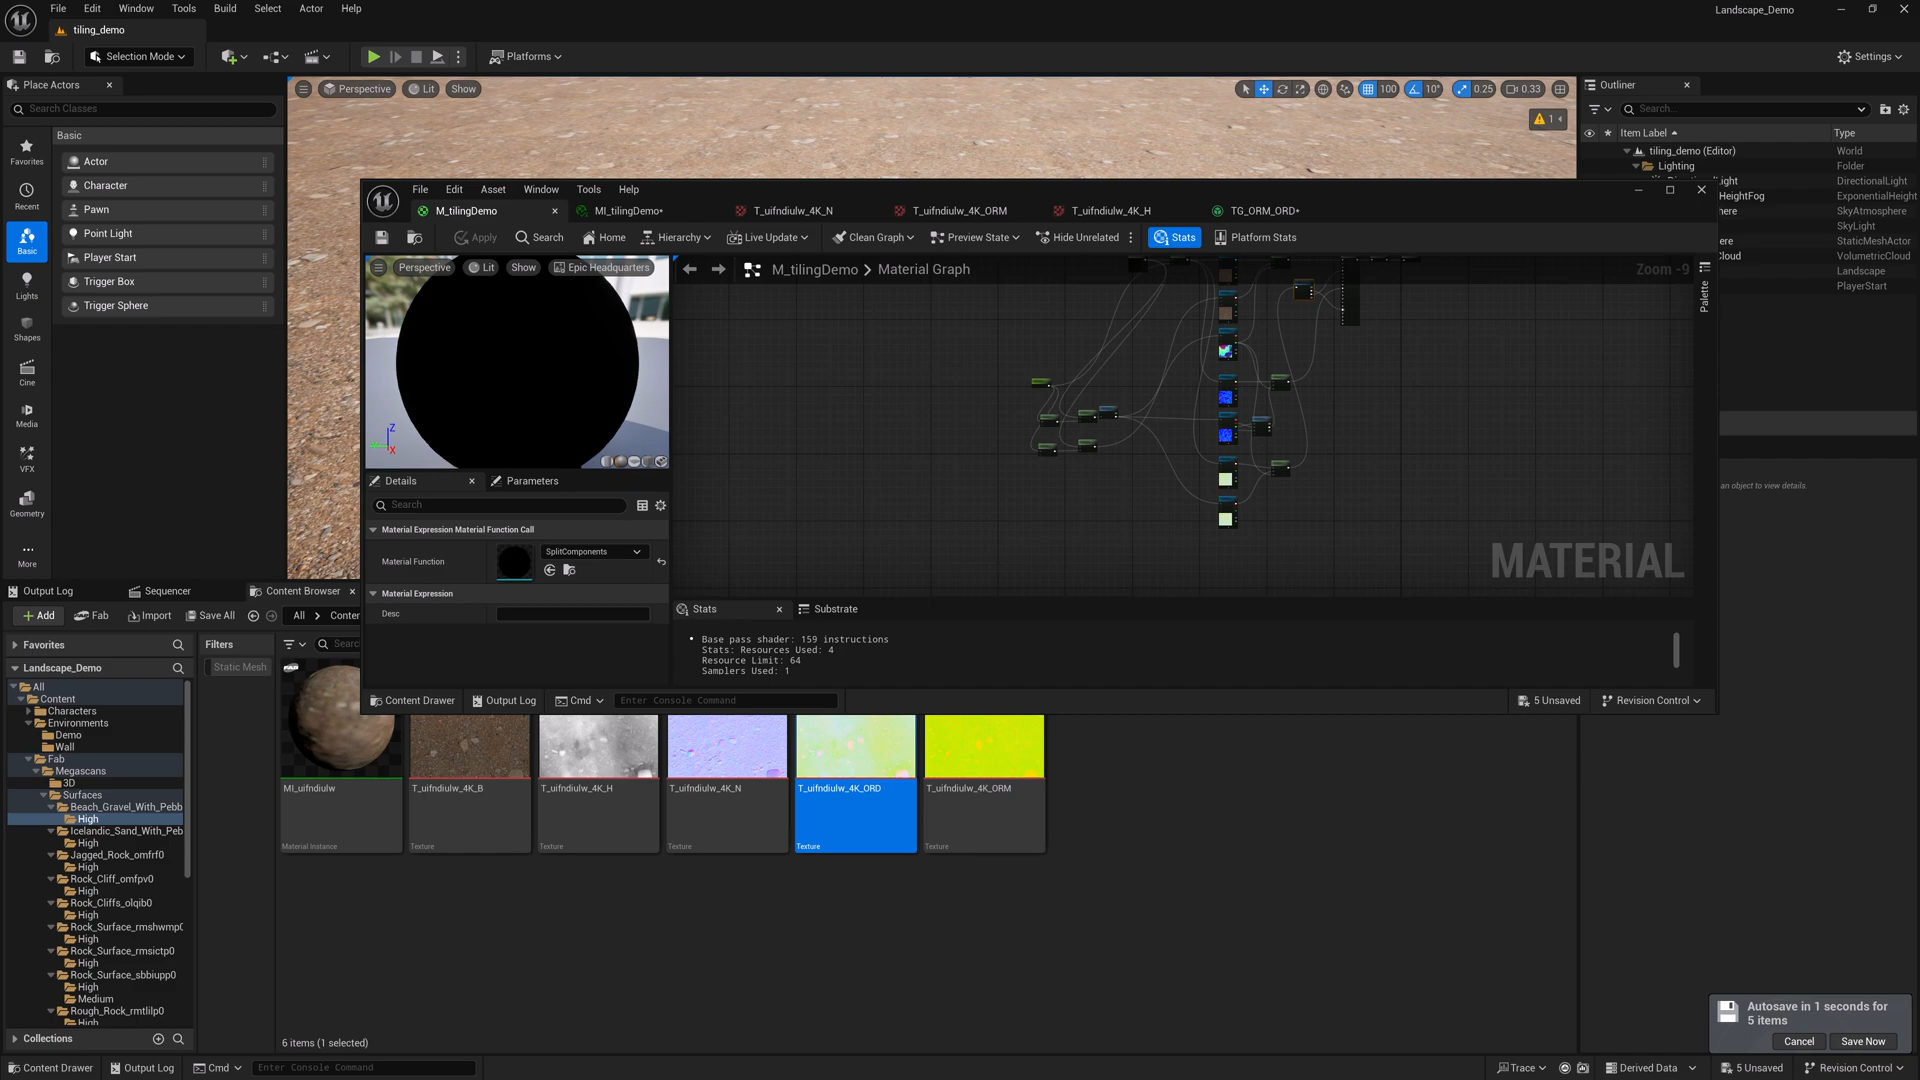 File Edit Window Tools Build Select Actor Help
Landscape_Demo
tiling_demo
Selection Mode
Platforms
Settings
Place Actors
Search Classes
Basic
Favorites
Recent
Basic
Lights
Shapes
Cine
Media
VFX
Geometry
More
Actor
Character
Pawn
Point Light
Player Start
Trigger Box
Trigger Sphere
Perspective
Lit
Show
100
10°
0.25
0.33
1
Outliner
Search...
Item Label
Type
tiling_demo (Editor)
World
Lighting
Folder
DirectionalLight
HeightFog
ExponentialHeight
here
SkyAtmosphere
SkyLight
ere
StaticMeshActor
Cloud
VolumetricCloud
Landscape
PlayerStart
an object to view details.
File Edit Asset Window Tools Help
M_tilingDemo
MI_tilingDemo*
T_uifndiulw_4K_N
T_uifndiulw_4K_ORM
T_uifndiulw_4K_H
TG_ORM_ORD*
Apply
Search
Home
Hierarchy
Live Update
Clean Graph
Preview State
Hide Unrelated
Stats
Platform Stats
Perspective
Lit
Show
Epic Headquarters
M_tilingDemo > Material Graph
Zoom -9
Palette
Z
X
MATERIAL
Details
Parameters
Search
Material Expression Material Function Call
Material Function
SplitComponents
Material Expression
Desc
Stats
Substrate
Base pass shader: 159 instructions
Stats: Resources Used: 4
Resource Limit: 64
Samplers Used: 1
Content Drawer
Output Log
Cmd
Enter Console Command
5 Unsaved
Revision Control
Output Log
Sequencer
Content Browser
Add
Fab
Import
Save All
All > Conter
Favorites
Landscape_Demo
Filters
Static Mesh
Searc
All
Content
Characters
Environments
Demo
Wall
Fab
Megascans
3D
Surfaces
Beach_Gravel_With_Pebb
High
Icelandic_Sand_With_Peb
High
Jagged_Rock_omfrf0
High
Rock_Cliff_omfpv0
High
Rock_Cliffs_olqib0
High
Rock_Surface_rmshwmp0
High
Rock_Surface_rmsictp0
High
Rock_Surface_sbbiupp0
High
Medium
Rough_Rock_rmtlilp0
High
Collections
MI_uifndiulw
Material Instance
T_uifndiulw_4K_B
Texture
T_uifndiulw_4K_H
Texture
T_uifndiulw_4K_N
Texture
T_uifndiulw_4K_ORD
Texture
T_uifndiulw_4K_ORM
Texture
6 items (1 selected)
Autosave in 1 seconds for
5 items
Cancel
Save Now
Content Drawer
Output Log
Cmd
Enter Console Command
Trace
Derived Data
5 Unsaved
Revision Control